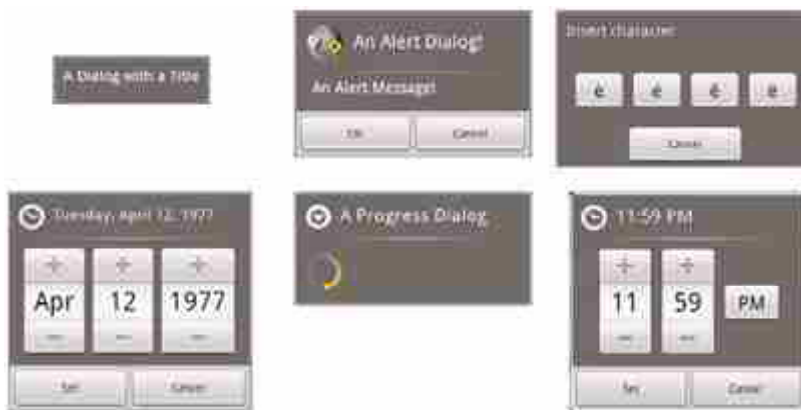 A Dialog with a Title
An Alert Dialog!
An Alert Message!
OK
Cancel
Insert character
é
Cancel
Tuesday, April 12, 1977
+ + +
Apr 12 1977
— — —
Set
Cancel
A Progress Dialog
11:59 PM
+ +
11 59 PM
— —
Set
Cancel